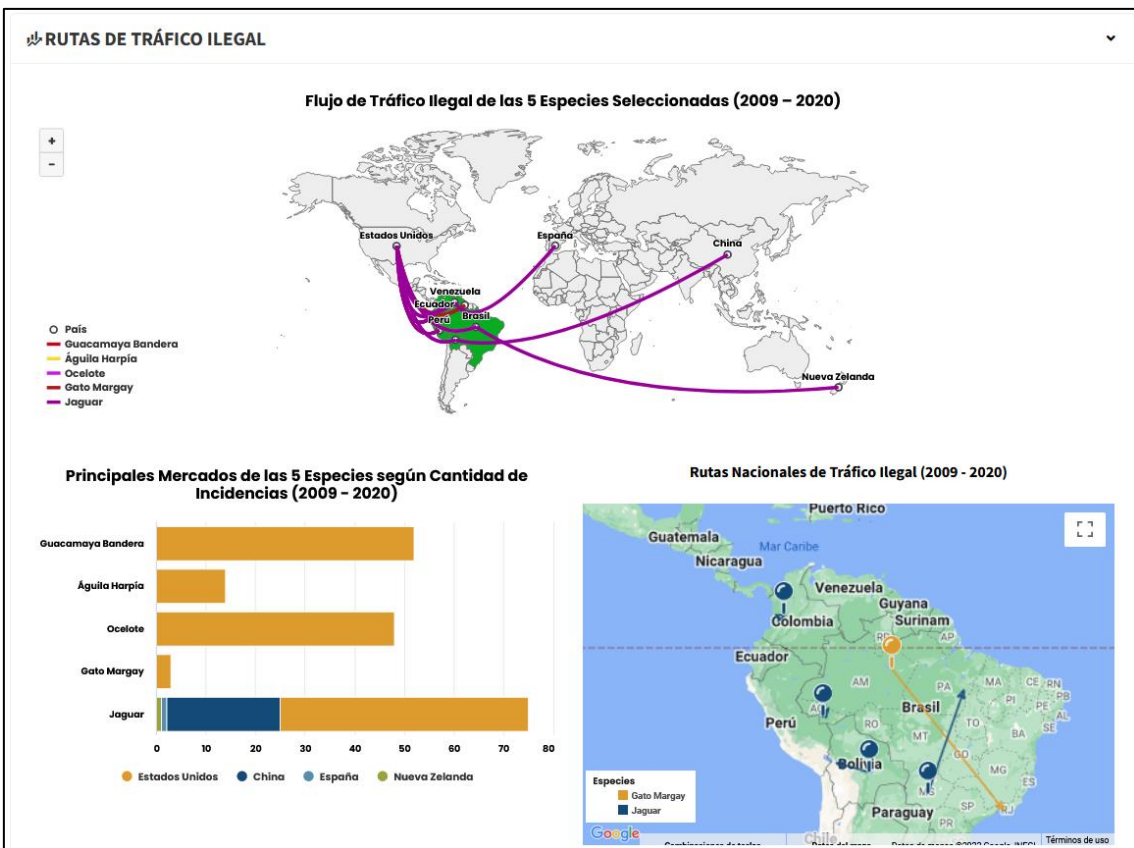 RUTAS DE TRÁFICO ILEGAL
Flujo de Tráfico Ilegal de las 5 Especies Seleccionadas (2009 – 2020)
+
−
Estados Unidos
España
China
Venezuela
Ecuador
Perú
Brasil
Nueva Zelanda
País
Guacamaya Bandera
Águila Harpía
Ocelote
Gato Margay
Jaguar
Principales Mercados de las 5 Especies según Cantidad de
Incidencias (2009 - 2020)
Guacamaya Bandera
Águila Harpía
Ocelote
Gato Margay
Jaguar
0 10 20 30 40 50 60 70 80
Estados Unidos China España Nueva Zelanda
Rutas Nacionales de Tráfico Ilegal (2009 - 2020)
Puerto Rico
Guatemala
Mar Caribe
Nicaragua
Venezuela
Guyana
Colombia
Surinam
AP
Ecuador
AM
PA
MA
CE
RN
PB
PI
PE
AL
SE
Brasil
TO
BA
Perú
RO
MT
GO
Bolivia
MG
ES
MS
SP
RJ
Paraguay
PR
Chile
Especies
Gato Margay
Jaguar
Google
Términos de uso